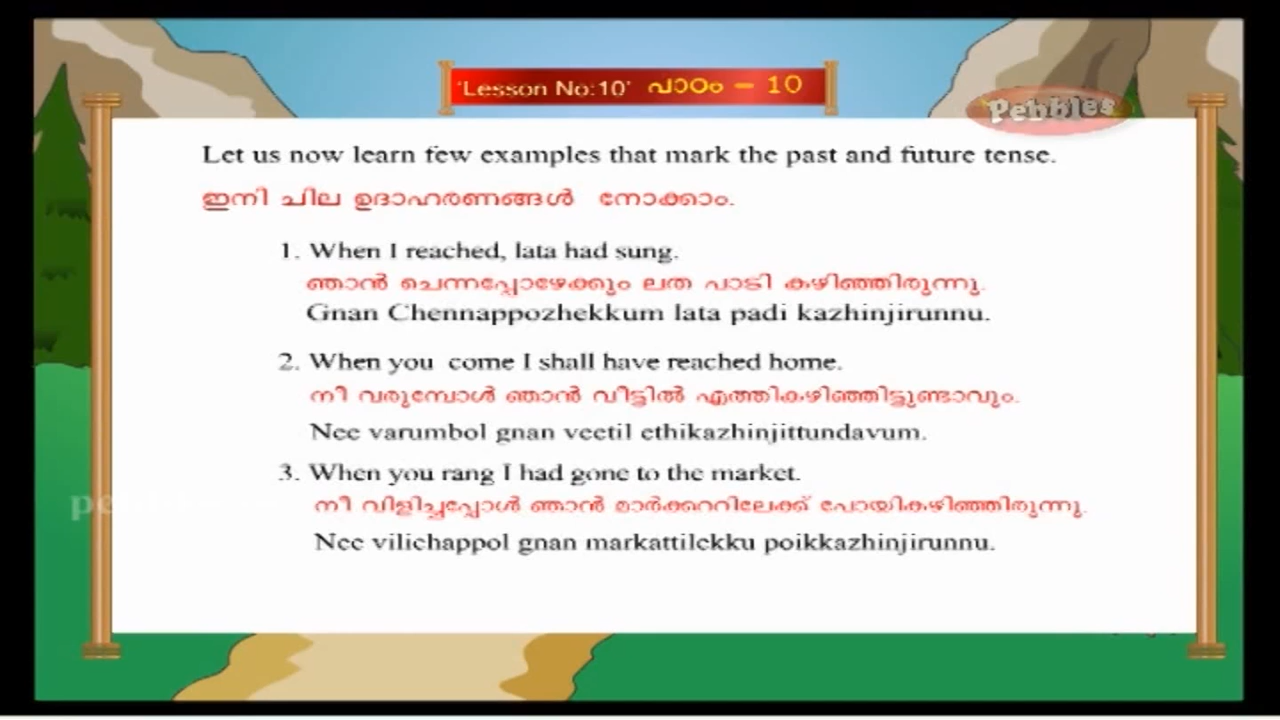 'Lesson No:10' പാഠം – 10
Pebbles
Let us now learn few examples that mark the past and future tense.
ഇനി ചില ഉദാഹരണങ്ങൾ നോക്കാം.
1. When I reached, lata had sung.
ഞാൻ ചെന്നപ്പോഴേക്കും ലത പാടി കഴിഞ്ഞിരുന്നു.
Gnan Chennappozhekkum lata padi kazhinjirunnu.
2. When you come I shall have reached home.
നീ വരുമ്പോൾ ഞാൻ വീട്ടിൽ എത്തികഴിഞ്ഞിട്ടുണ്ടാവും.
Nee varumbol gnan veetil ethikazhinjittundavum.
3. When you rang I had gone to the market.
നീ വിളിച്ചപ്പോൾ ഞാൻ മാർക്കററിലേക്ക് പോയികഴിഞ്ഞിരുന്നു.
Nee vilichappol gnan markattilekku poikkazhinjirunnu.